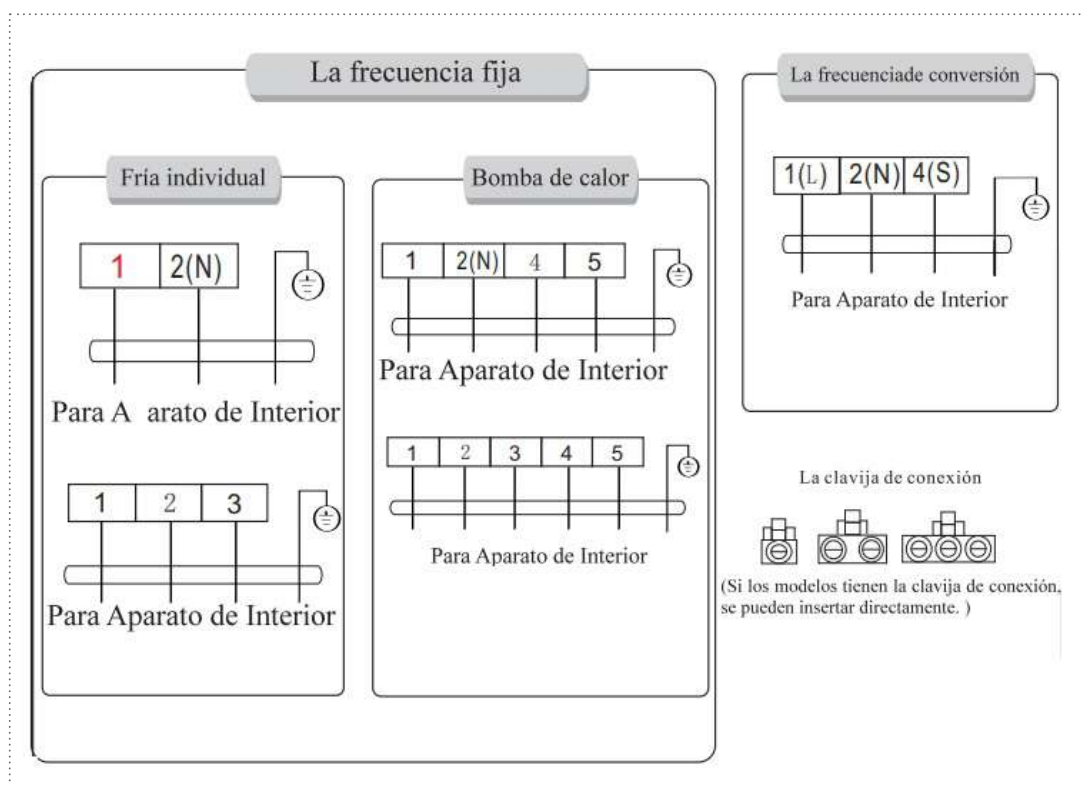 La frecuencia fija
Fría individual
1 2(N)
Para A arato de Interior
1 2 3
Para Aparato de Interior
Bomba de calor
1 2(N) 4 5
Para Aparato de Interior
1 2 3 4 5
Para Aparato de Interior
La frecuenciade conversión
1(L) 2(N) 4(S)
Para Aparato de Interior
La clavija de conexión
(Si los modelos tienen la clavija de conexión,
se pueden insertar directamente. )